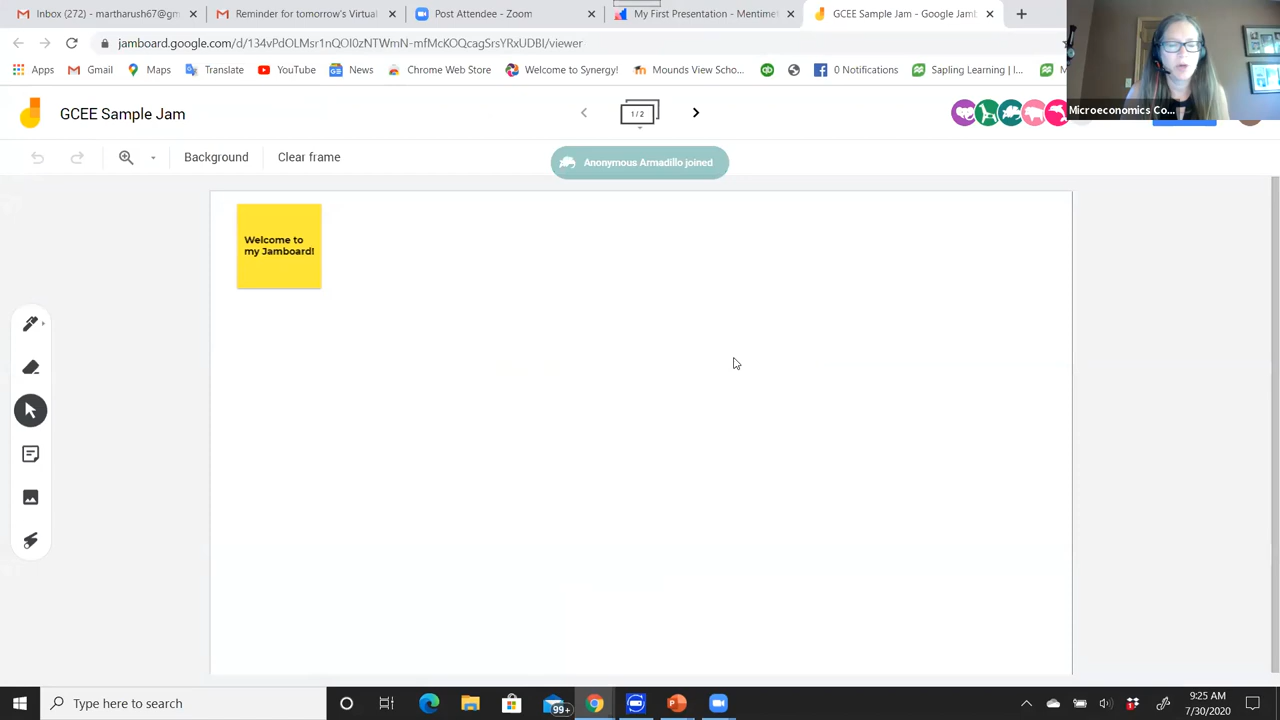 Inbox (272) - martharush67@gm
Reminder for tomorrow's Virtual
Post Attendee - Zoom
My First Presentation - Mentimet
GCEE Sample Jam - Google Jamb
jamboard.google.com/d/134vPdOLMsr1nQOI0zNTWmN-mfMcKOQcagSrsYRxUDBI/viewer
Apps
Gmail
Maps
Translate
YouTube
News
Chrome Web Store
Welcome to Synergy!
Mounds View Scho...
0 Notifications
Sapling Learning | I...
Microeconomics Co...
GCEE Sample Jam
1/2
Background
Clear frame
Anonymous Armadillo joined
Welcome to
my Jamboard!
Type here to search
99+
9:25 AM
7/30/2020